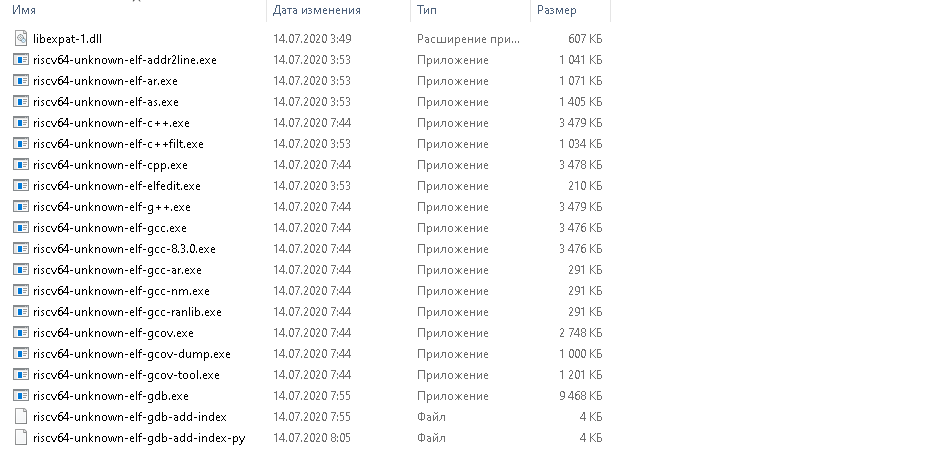 Имя Дата изменения Тип Размер
libexpat-1.dll 14.07.2020 3:49 Расширение при... 607 КБ
riscv64-unknown-elf-addr2line.exe 14.07.2020 3:53 Приложение 1 041 КБ
riscv64-unknown-elf-ar.exe 14.07.2020 3:53 Приложение 1 071 КБ
riscv64-unknown-elf-as.exe 14.07.2020 3:53 Приложение 1 405 КБ
riscv64-unknown-elf-c++.exe 14.07.2020 7:44 Приложение 3 479 КБ
riscv64-unknown-elf-c++filt.exe 14.07.2020 3:53 Приложение 1 034 КБ
riscv64-unknown-elf-cpp.exe 14.07.2020 7:44 Приложение 3 478 КБ
riscv64-unknown-elf-elfedit.exe 14.07.2020 3:53 Приложение 210 КБ
riscv64-unknown-elf-g++.exe 14.07.2020 7:44 Приложение 3 479 КБ
riscv64-unknown-elf-gcc.exe 14.07.2020 7:44 Приложение 3 476 КБ
riscv64-unknown-elf-gcc-8.3.0.exe 14.07.2020 7:44 Приложение 3 476 КБ
riscv64-unknown-elf-gcc-ar.exe 14.07.2020 7:44 Приложение 291 КБ
riscv64-unknown-elf-gcc-nm.exe 14.07.2020 7:44 Приложение 291 КБ
riscv64-unknown-elf-gcc-ranlib.exe 14.07.2020 7:44 Приложение 291 КБ
riscv64-unknown-elf-gcov.exe 14.07.2020 7:44 Приложение 2 748 КБ
riscv64-unknown-elf-gcov-dump.exe 14.07.2020 7:44 Приложение 1 000 КБ
riscv64-unknown-elf-gcov-tool.exe 14.07.2020 7:44 Приложение 1 201 КБ
riscv64-unknown-elf-gdb.exe 14.07.2020 7:55 Приложение 9 468 КБ
riscv64-unknown-elf-gdb-add-index 14.07.2020 7:55 Файл 4 КБ
riscv64-unknown-elf-gdb-add-index-py 14.07.2020 8:05 Файл 4 КБ